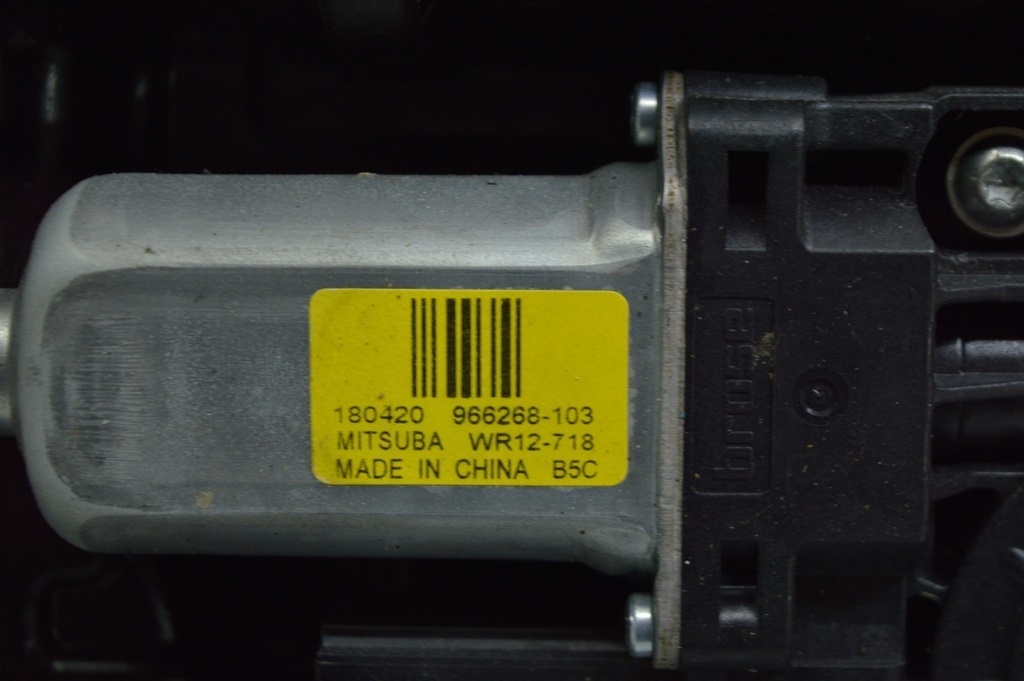 180420 966268-103
MITSUBA WR12-718
MADE IN CHINA B5C
brose